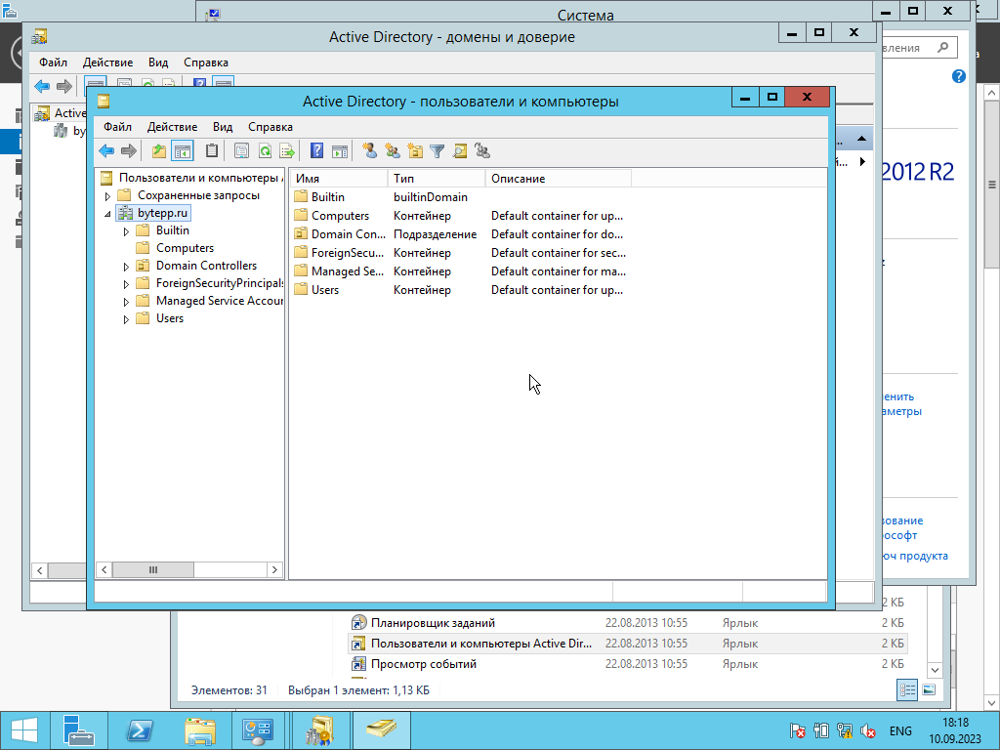 Система
Active Directory - домены и доверие
Файл Действие Вид Справка
Active
by
Active Directory - пользователи и компьютеры
Файл Действие Вид Справка
Пользователи и компьютеры
Сохраненные запросы
bytepp.ru
Builtin
Computers
Domain Controllers
ForeignSecurityPrincipals
Managed Service Accour
Users
Имя Тип Описание
Builtin builtinDomain
Computers Контейнер Default container for up...
Domain Con... Подразделение Default container for do...
ForeignSecu... Контейнер Default container for sec...
Managed Se... Контейнер Default container for ma...
Users Контейнер Default container for up...
вления
2012 R2
енить
аметры
зование
рософт
юч продукта
2 КБ
Планировщик заданий 22.08.2013 10:55 Ярлык 2 КБ
Пользователи и компьютеры Active Dir... 22.08.2013 10:55 Ярлык 2 КБ
Просмотр событий 22.08.2013 10:55 Ярлык 2 КБ
Элементов: 31 Выбран 1 элемент: 1,13 КБ
ENG
18:18
10.09.2023